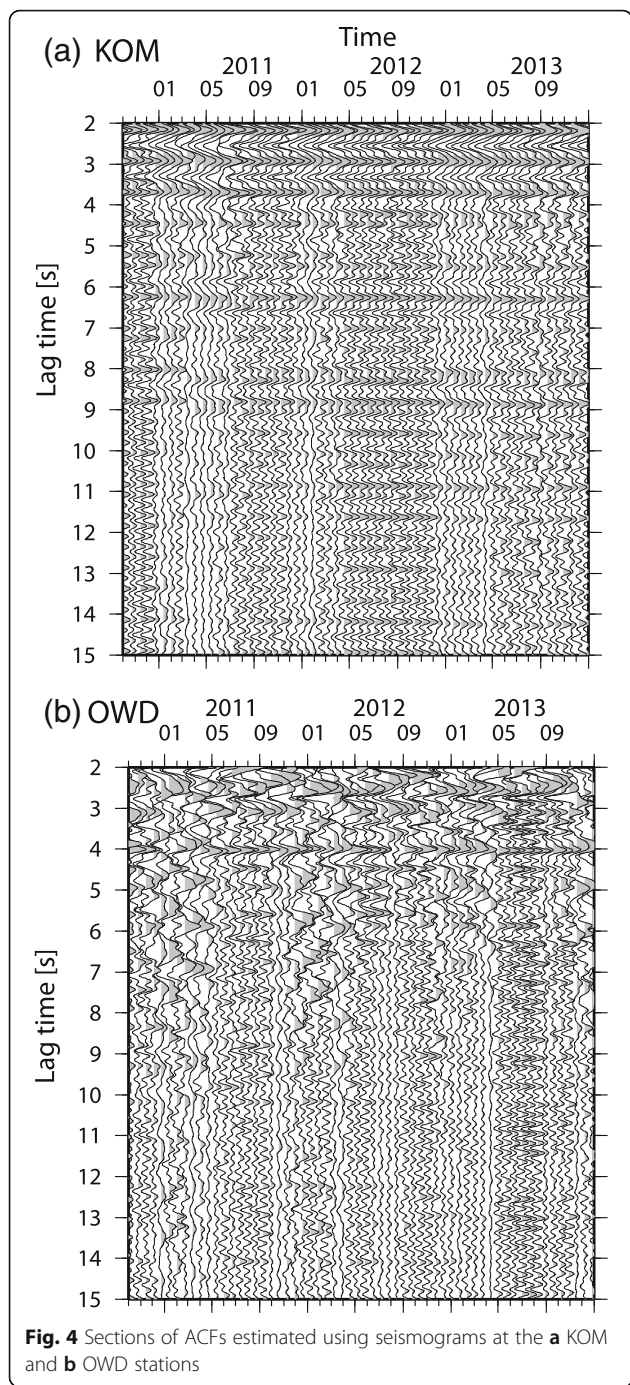 (a) KOM
Time
2011 2012 2013
01 05 09 01 05 09 01 05 09
2
3
4
5
6
7
8
9
10
11
12
13
14
15
Lag time [s]
(b) OWD
2011 2012 2013
01 05 09 01 05 09 01 05 09
2
3
4
5
6
7
8
9
10
11
12
13
14
15
Lag time [s]
Fig. 4 Sections of ACFs estimated using seismograms at the a KOM
and b OWD stations